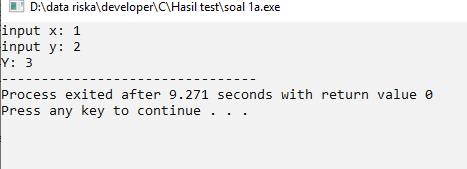 D:\data riska\developer\C\Hasil test\soal 1a.exe
input x: 1
input y: 2
Y: 3
--------------------------------
Process exited after 9.271 seconds with return value 0
Press any key to continue . . .